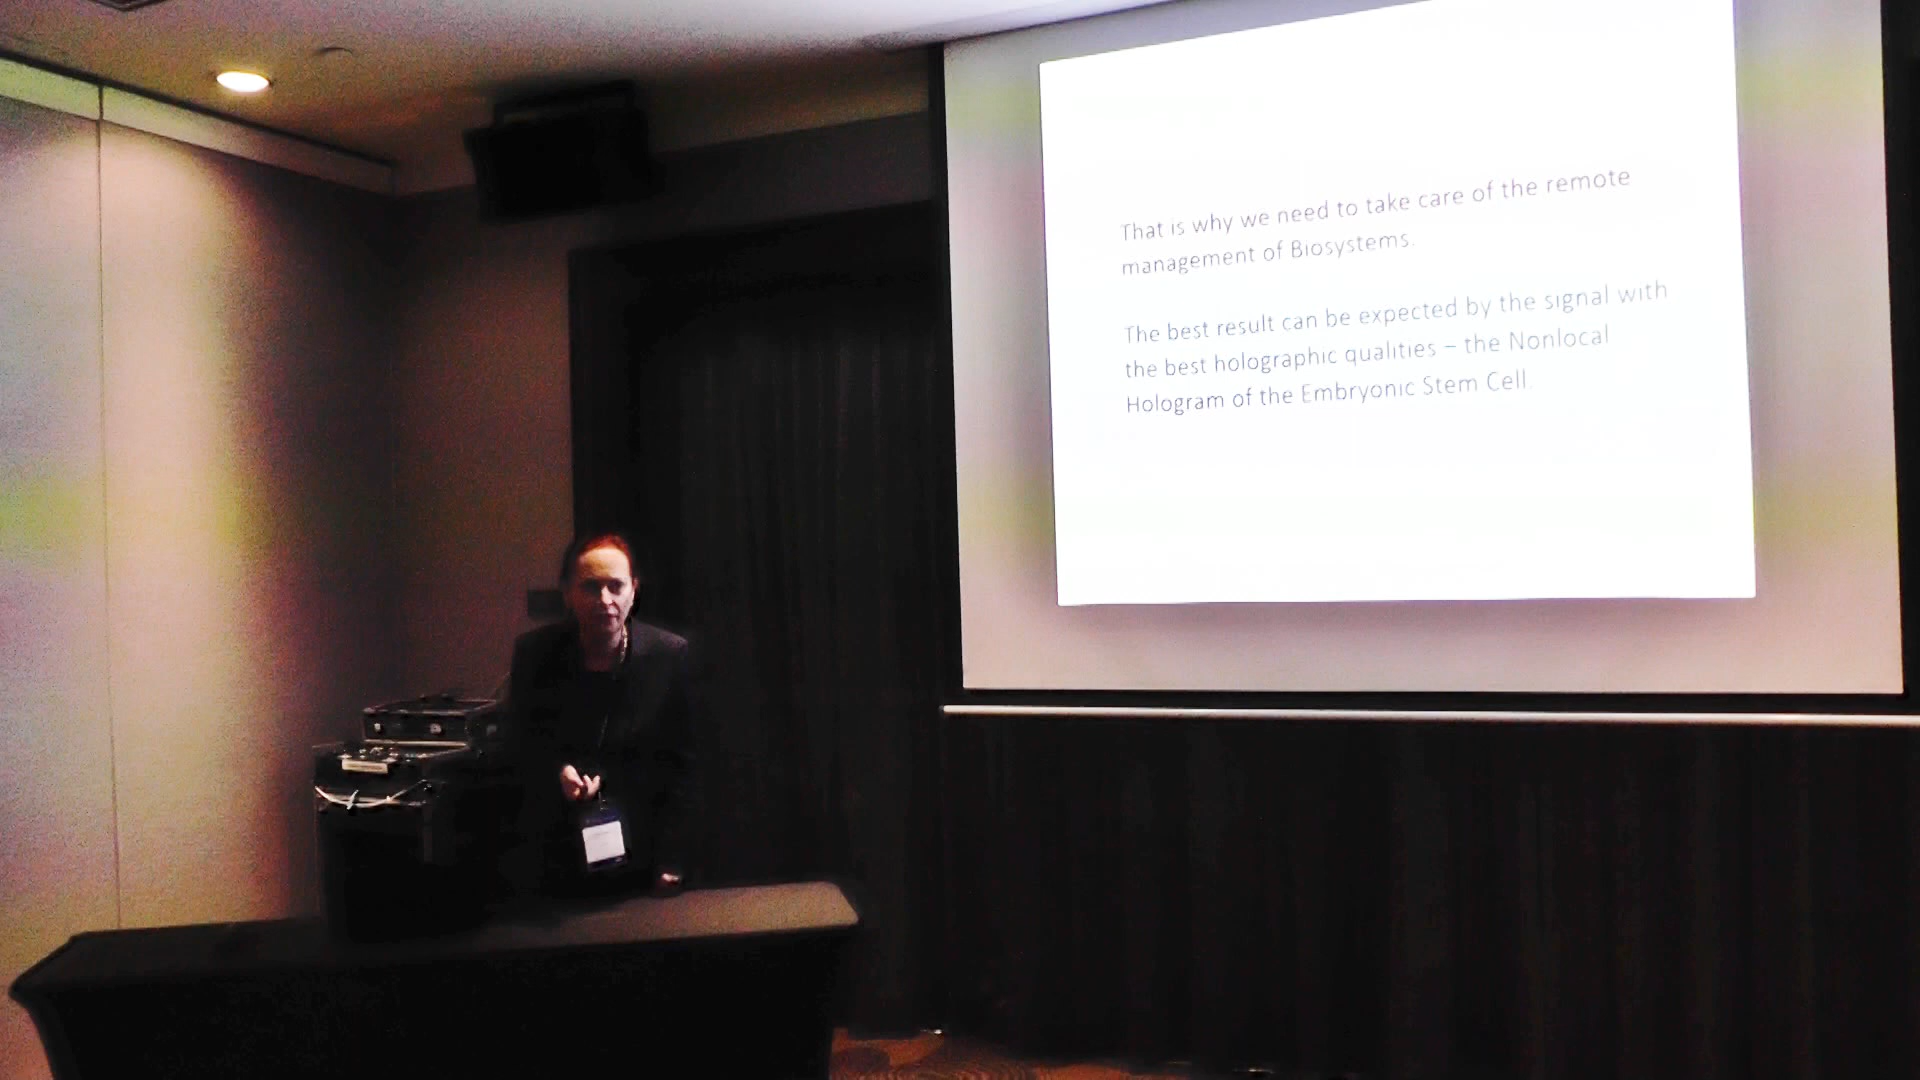 That is why we need to take care of the remote
management of Biosystems.
The best result can be expected by the signal with
the best holographic qualities – the Nonlocal
Hologram of the Embryonic Stem Cell.